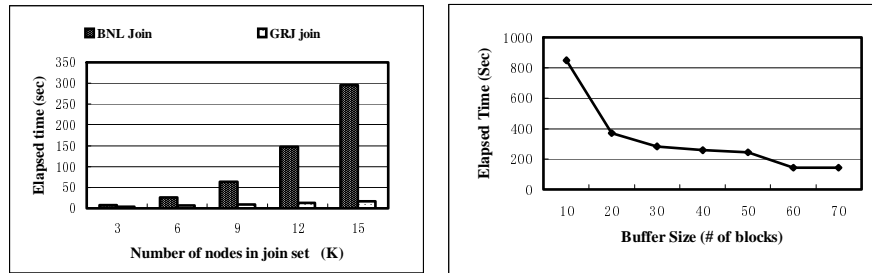 BNL Join GRJ join
350
300
250
200
150
100
50
0
Elapsed time (sec)
3 6 9 12 15
Number of nodes in join set (K)
1000
800
600
400
200
0
Elapsed Time (Sec)
10 20 30 40 50 60 70
Buffer Size (# of blocks)